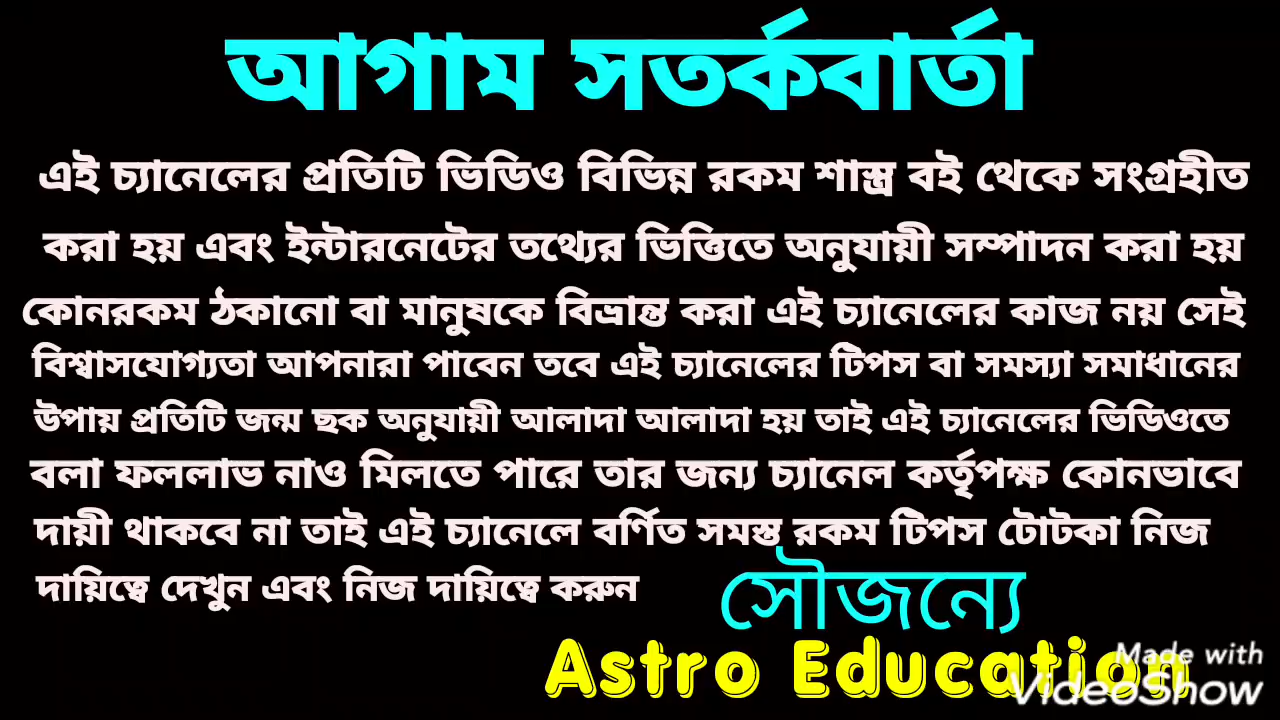 আগাম সতর্কবার্তা
এই চ্যানেলের প্রতিটি ভিডিও বিভিন্ন রকম শাস্ত্র বই থেকে সংগ্রহীত
করা হয় এবং ইন্টারনেটের তথ্যের ভিত্তিতে অনুযায়ী সম্পাদন করা হয়
কোনরকম ঠকানো বা মানুষকে বিভ্রান্ত করা এই চ্যানেলের কাজ নয় সেই
বিশ্বাসযোগ্যতা আপনারা পাবেন তবে এই চ্যানেলের টিপস বা সমস্যা সমাধানের
উপায় প্রতিটি জন্ম ছক অনুযায়ী আলাদা আলাদা হয় তাই এই চ্যানেলের ভিডিওতে
বলা ফললাভ নাও মিলতে পারে তার জন্য চ্যানেল কর্তৃপক্ষ কোনভাবে
দায়ী থাকবে না তাই এই চ্যানেলে বর্ণিত সমস্ত রকম টিপস টোটকা নিজ
দায়িত্বে দেখুন এবং নিজ দায়িত্বে করুন
সৌজন্যে
Astro Education
Made with
VideoShow